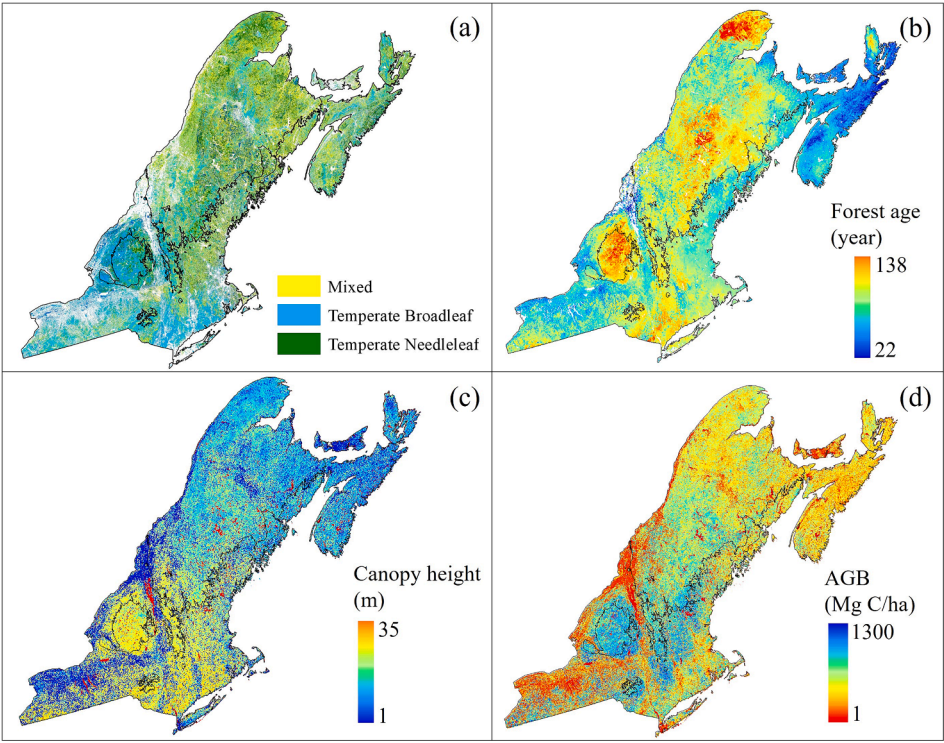 (a)
Mixed
Temperate Broadleaf
Temperate Needleleaf
(b)
Forest age
(year)
138
22
(c)
Canopy height
(m)
35
1
(d)
AGB
(Mg C/ha)
1300
1